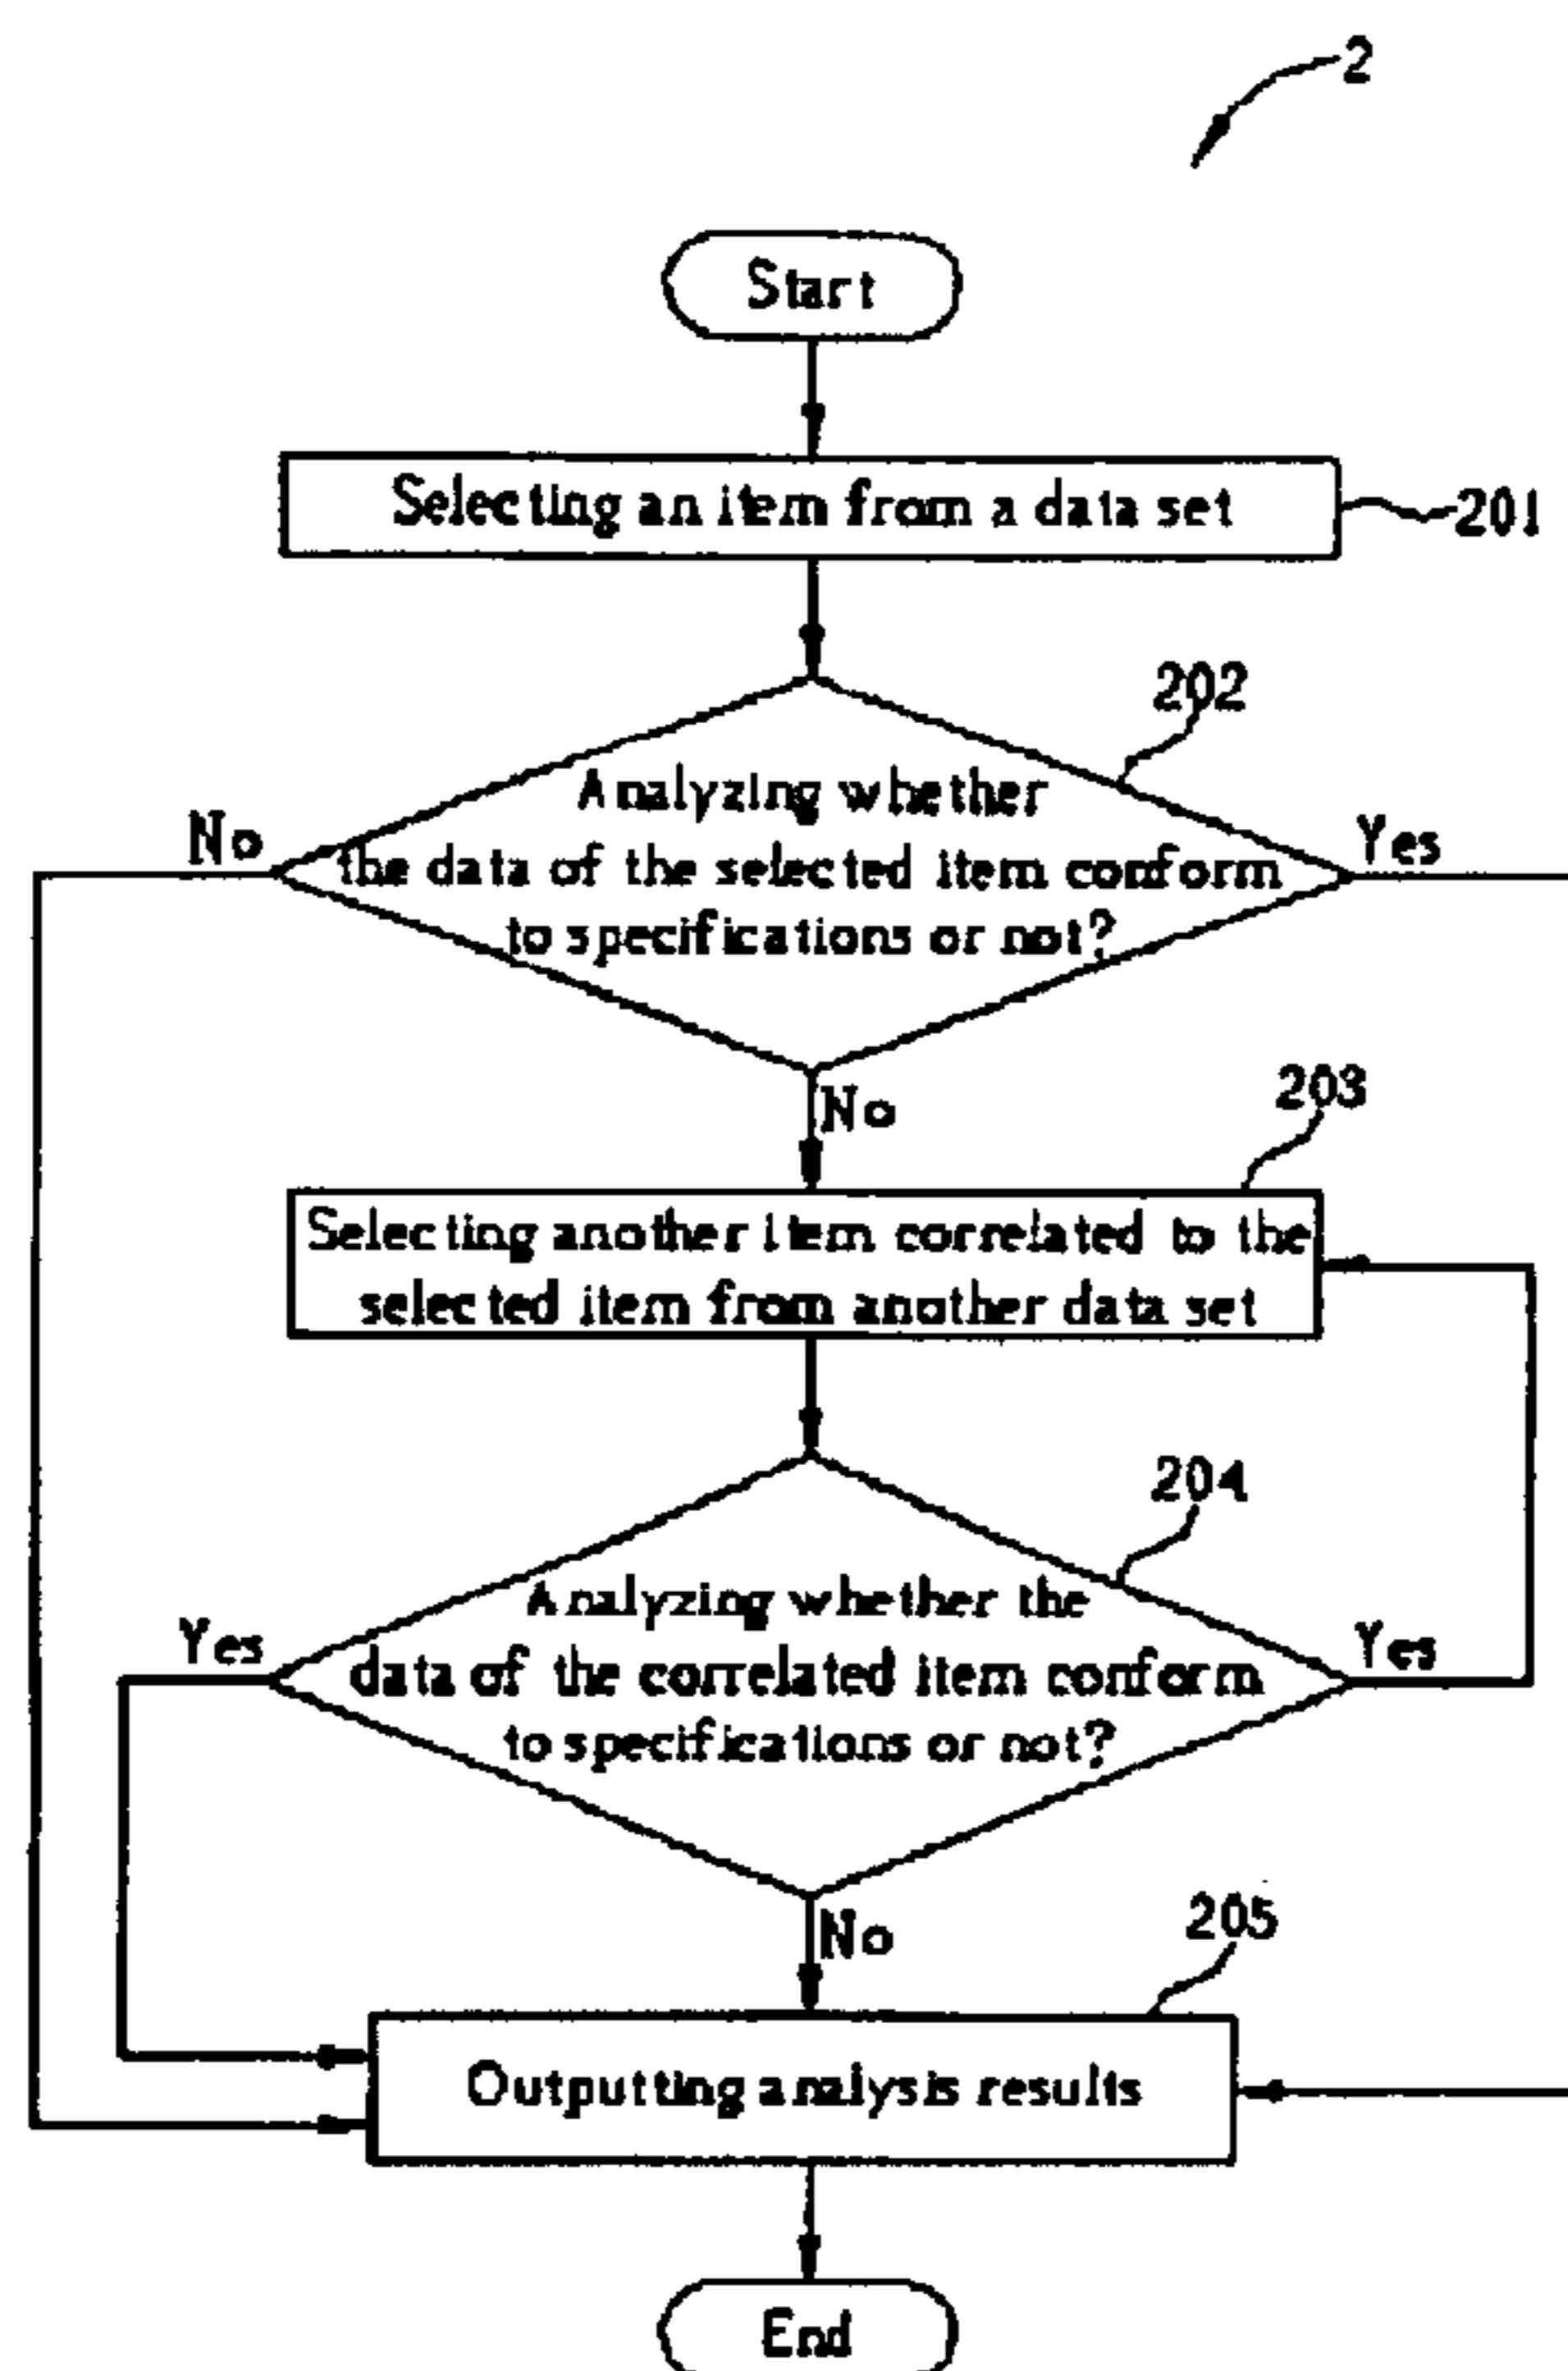 2
Start
Selecting an item from a data set
201
202
Analyzing whether
No
the data of the selected item conform
Yes
to specifications or not?
No
203
Selecting another item correlated to the
selected item from another data set
204
Analyzing whether the
Yes
data of the correlated item conform
Yes
to specifications or not?
No
205
Outputting analysis results
End